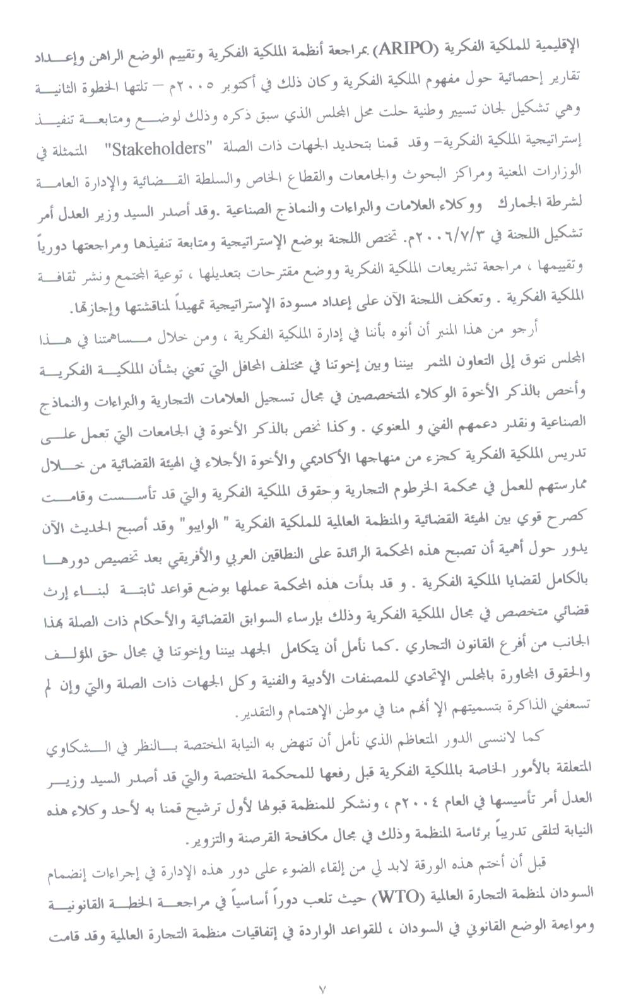 الإقليمية للملكية الفكرية (ARIPO) بمراجعة أنظمة الملكية الفكرية وتقييم الوضع الراهن وإعداد
تقارير إحصائية حول مفهوم الملكية الفكرية وكان ذلك في أكتوبر ٢٠٠٥م – تلتها الخطوة الثانية
وهي تشكيل لجان تسيير وطنية حلت محل المجلس الذي سبق ذكره وذلك لوضع ومتابعة تنفيذ
إستراتيجية الملكية الفكرية– وقد قمنا بتحديد الجهات ذات الصلة "Stakeholders" المتمثلة في
الوزارات المعنية ومراكز البحوث والجامعات والقطاع الخاص والسلطة القضائية والإدارة العامة
لشرطة الجمارك ووكلاء العلامات والبراءات والنماذج الصناعية .وقد أصدر السيد وزير العدل أمر
تشكيل اللجنة في ٢٠٠٦/٧/٣م. تختص اللجنة بوضع الإستراتيجية ومتابعة تنفيذها ومراجعتها دورياً
وتقييمها ، مراجعة تشريعات الملكية الفكرية ووضع مقترحات بتعديلها ، توعية المجتمع ونشر ثقافة
الملكية الفكرية . وتعكف اللجنة الآن على إعداد مسودة الإستراتيجية تمهيداً لمناقشتها وإجازتها.
أرجو من هذا المنبر أن أنوه بأننا في إدارة الملكية الفكرية ، ومن خلال مساهمتنا في هذا
المجلس نتوق إلى التعاون المثمر بيننا وبين إخوتنا في مختلف المحافل التي تعني بشأن الملكية الفكرية
وأخص بالذكر الأخوة الوكلاء المتخصصين في مجال تسجيل العلامات التجارية والبراءات والنماذج
الصناعية ونقدر دعمهم الفني و المعنوي . وكذا نخص بالذكر الأخوة في الجامعات التي تعمل على
تدريس الملكية الفكرية كجزء من منهاجها الأكاديمي والأخوة الأجلاء في الهيئة القضائية من خلال
ممارستهم للعمل في محكمة الخرطوم التجارية وحقوق الملكية الفكرية والتي قد تأسست وقامت
كصرح قوي بين الهيئة القضائية والمنظمة العالمية للملكية الفكرية " الوايبو" وقد أصبح الحديث الآن
يدور حول أهمية أن تصبح هذه المحكمة الرائدة على النطاقين العربي والأفريقي بعد تخصيص دورها
بالكامل لقضايا الملكية الفكرية . و قد بدأت هذه المحكمة عملها بوضع قواعد ثابتة لبناء إرث
قضائي متخصص في مجال الملكية الفكرية وذلك بإرساء السوابق القضائية والأحكام ذات الصلة بهذا
الجانب من أفرع القانون التجاري .كما نأمل أن يتكامل الجهد بيننا وإخوتنا في مجال حق المؤلف
والحقوق المجاورة بالمجلس الإتحادي للمصنفات الأدبية والفنية وكل الجهات ذات الصلة والتي وإن لم
تسعفني الذاكرة بتسميتهم الإ أنهم منا في موطن الإهتمام والتقدير.
كما لاننسى الدور المتعاظم الذي نأمل أن تنهض به النيابة المختصة بالنظر في الشكاوي
المتعلقة بالأمور الخاصة بالملكية الفكرية قبل رفعها للمحكمة المختصة والتي قد أصدر السيد وزير
العدل أمر تأسيسها في العام ٢٠٠٤م ، ونشكر للمنظمة قبولها لأول ترشيح قمنا به لأحد وكلاء هذه
النيابة لتلقى تدريباً برئاسة المنظمة وذلك في مجال مكافحة القرصنة والتزوير.
قبل أن أختم هذه الورقة لابد لي من إلقاء الضوء على دور هذه الإدارة في إجراءات إنضمام
السودان لمنظمة التجارة العالمية (WTO) حيث تلعب دوراً أساسياً في مراجعة الخطة القانونية
ومواءمة الوضع القانوني في السودان ، للقواعد الواردة في إتفاقيات منظمة التجارة العالمية وقد قامت
٧